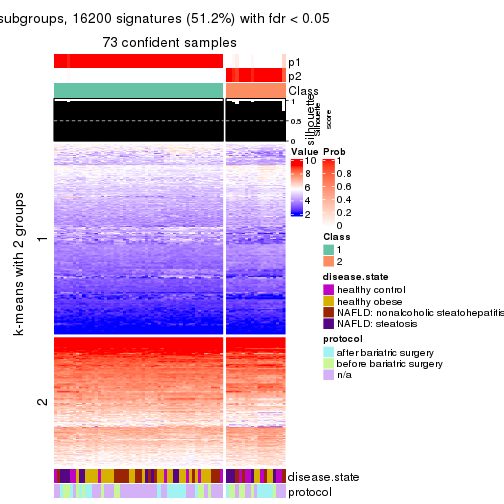 subgroups, 16200 signatures (51.2%) with fdr < 0.05
73 confident samples
p1
p2
Class
1
0.5
0
silhouette
Silhouette
score
k-means with 2 groups
1
2
Value
10
8
6
4
2
Prob
1
0.8
0.6
0.4
0.2
0
Class
1
2
disease.state
healthy control
healthy obese
NAFLD: nonalcoholic steatohepatitis
NAFLD: steatosis
protocol
after bariatric surgery
before bariatric surgery
n/a
disease.state
protocol